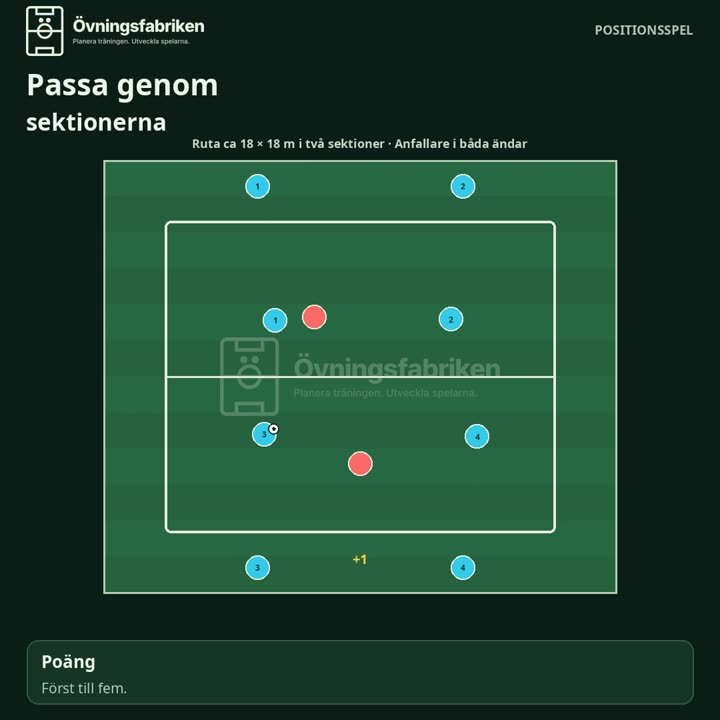 Övningsfabriken
Planera träningen. Utveckla spelarna.
POSITIONSSPEL
Passa genom
sektionerna
Ruta ca 18 × 18 m i två sektioner · Anfallare i båda ändar
1
2
1
2
Övningsfabriken
Planera träningen. Utveckla spelarna.
3
4
+1
3
4
Poäng
Först till fem.